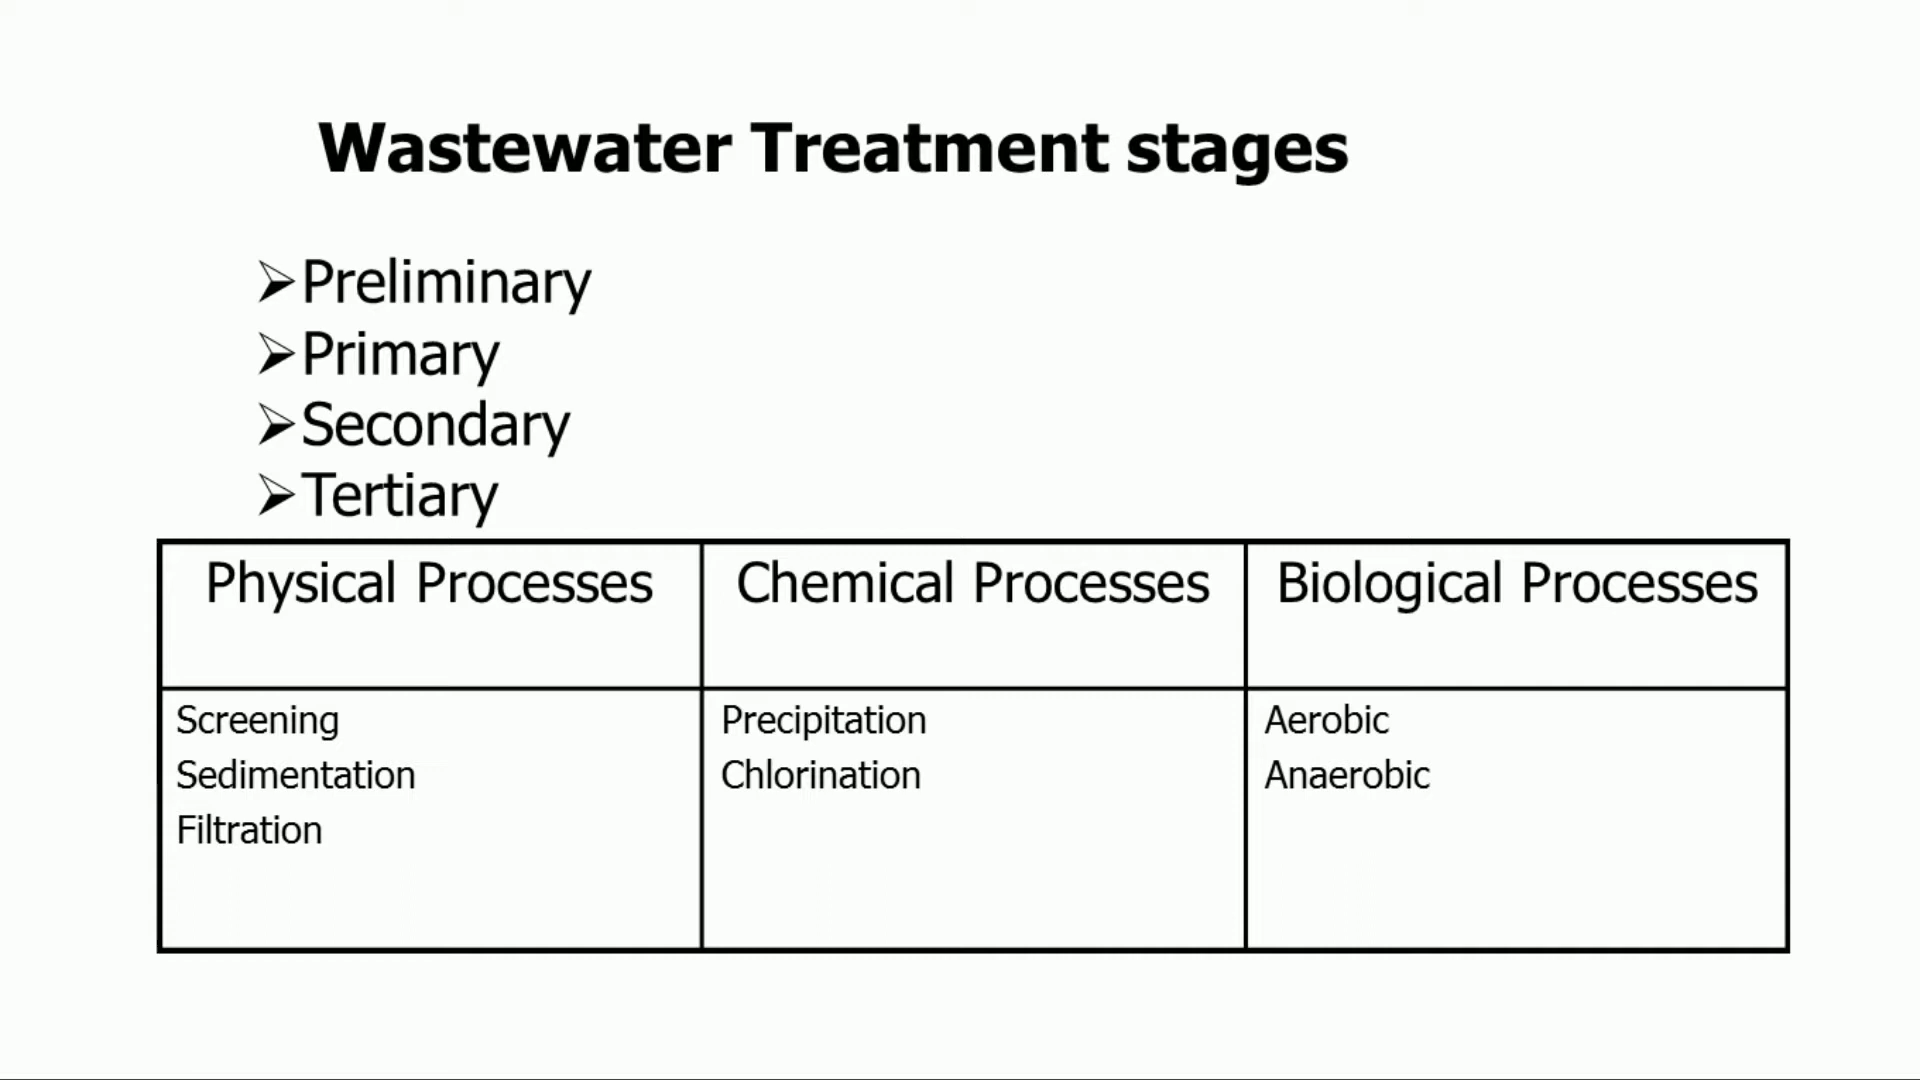 Wastewater Treatment stages
➢Preliminary
➢Primary
➢Secondary
➢Tertiary
Physical Processes
Chemical Processes
Biological Processes
Screening
Sedimentation
Filtration
Precipitation
Chlorination
Aerobic
Anaerobic